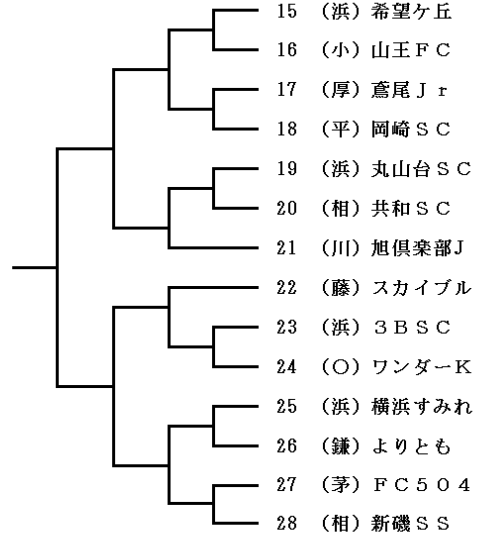 15 （浜）希望ケ丘
16 （小）山王ＦＣ
17 （厚）鳶尾Ｊｒ
18 （平）岡崎ＳＣ
19 （浜）丸山台ＳＣ
20 （相）共和ＳＣ
21 （川）旭倶楽部J
22 （藤）スカイブル
23 （浜）３ＢＳＣ
24 （○）ワンダーＫ
25 （浜）横浜すみれ
26 （鎌）よりとも
27 （茅）ＦＣ５０４
28 （相）新磯ＳＳ